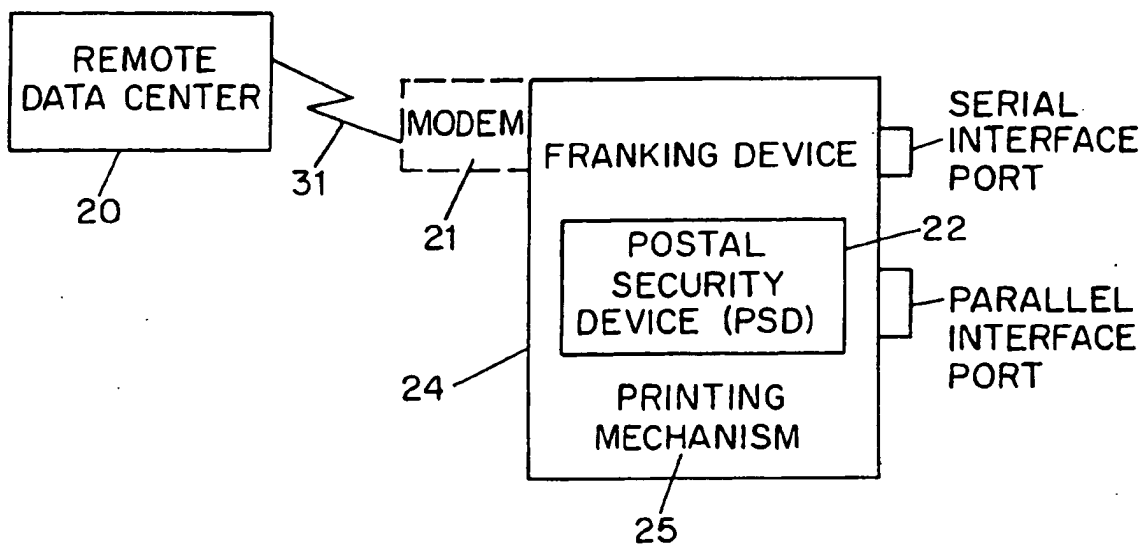 REMOTE
DATA CENTER
20
31
MODEM
21
FRANKING DEVICE
POSTAL
SECURITY
DEVICE (PSD)
22
24
PRINTING
MECHANISM
25
SERIAL
INTERFACE
PORT
PARALLEL
INTERFACE
PORT